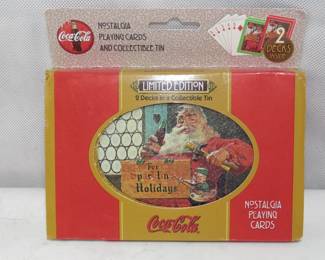 Coca-Cola
NOSTALGIA
PLAYING CARDS
AND COLLECTIBLE TIN
2
DECKS
LIMITED EDITION
2 Decks in a Collectible Tin
For
Holidays
Coca-Cola
NOSTALGIA
PLAYING
CARDS